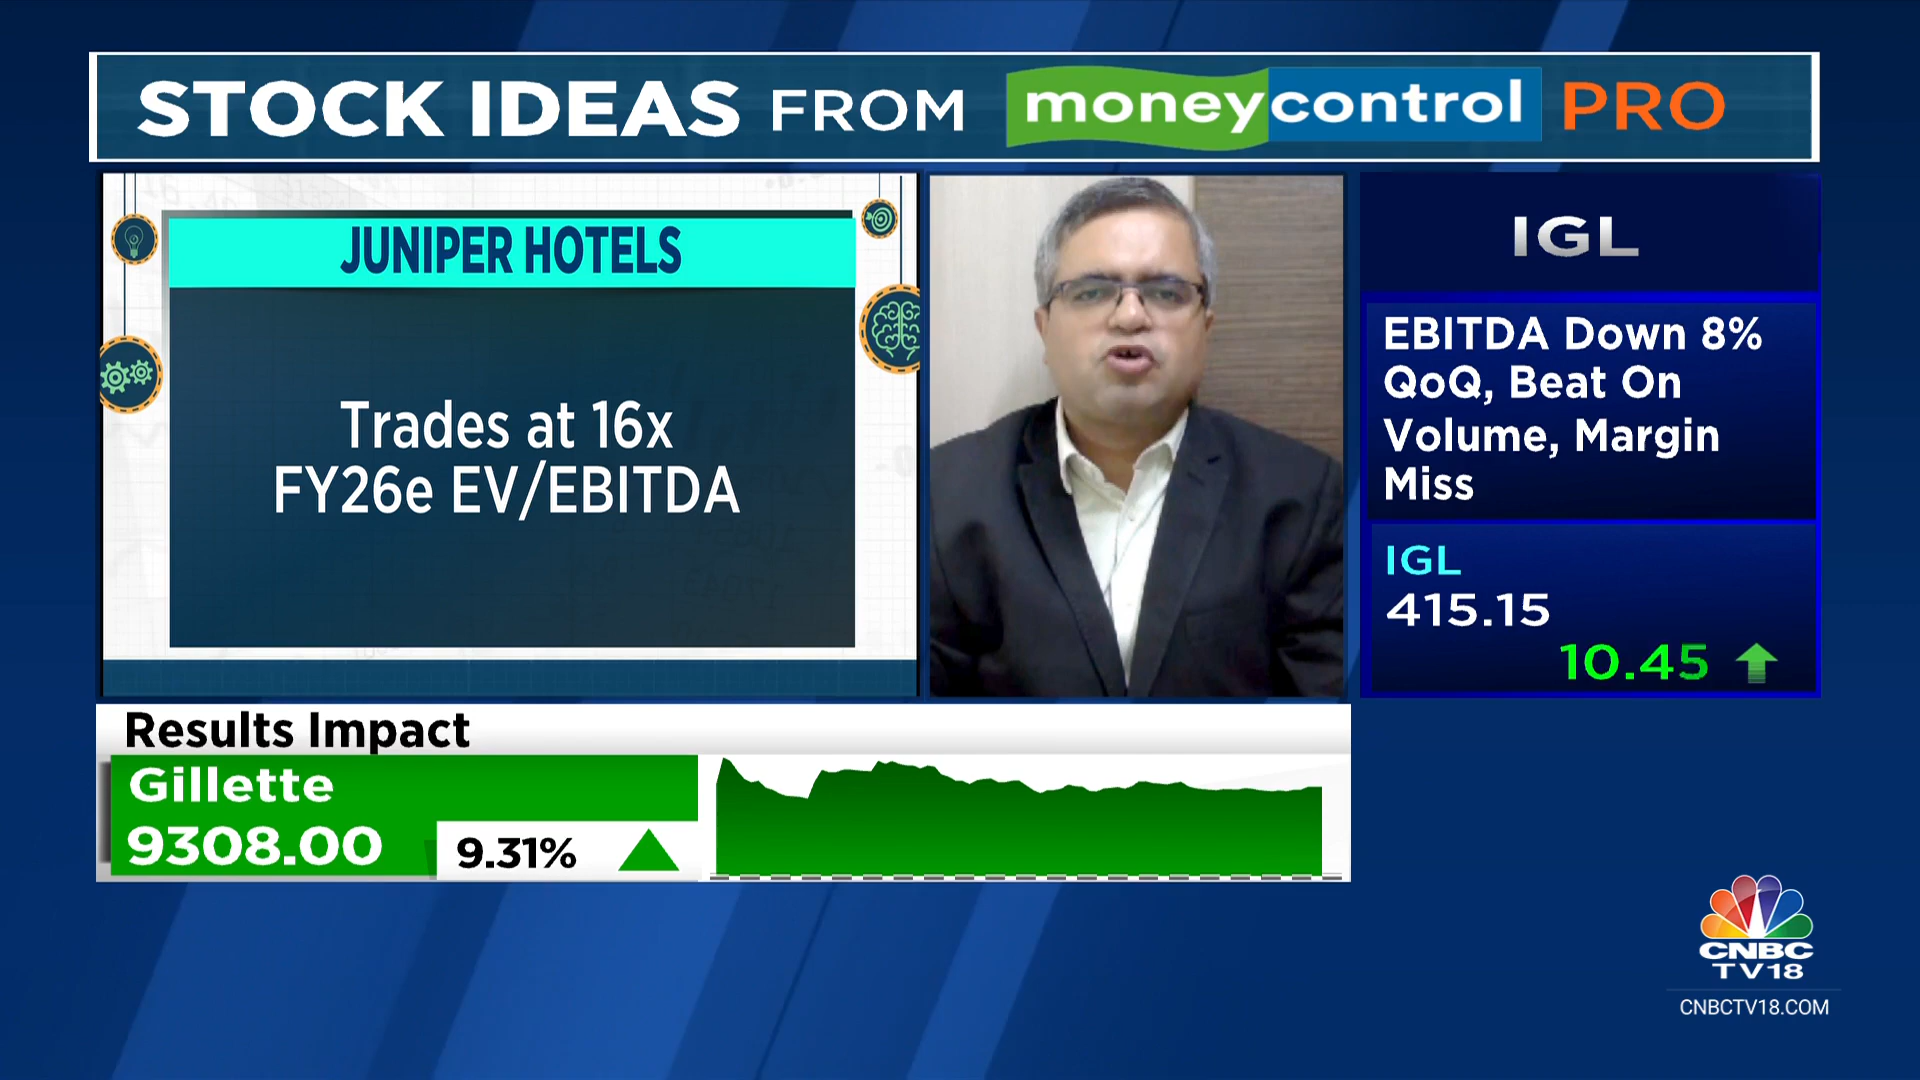 STOCK IDEAS FROM moneycontrol PRO
JUNIPER HOTELS
Trades at 16x
FY26e EV/EBITDA
IGL
EBITDA Down 8%
QoQ, Beat On
Volume, Margin
Miss
IGL
415.15
10.45
Results Impact
Gillette
9308.00
9.31%
CNBC
TV18
CNBCTV18.COM